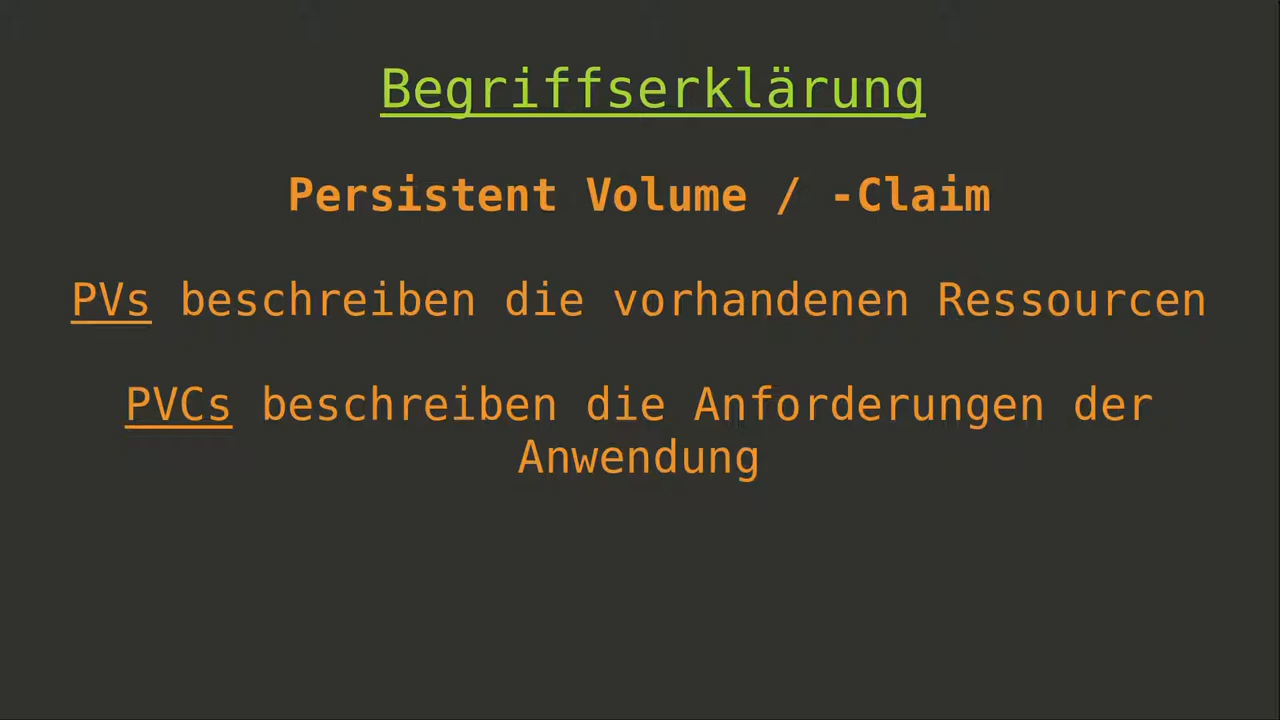 Begriffserklärung
Persistent Volume / -Claim
PVs beschreiben die vorhandenen Ressourcen
PVCs beschreiben die Anforderungen der
Anwendung